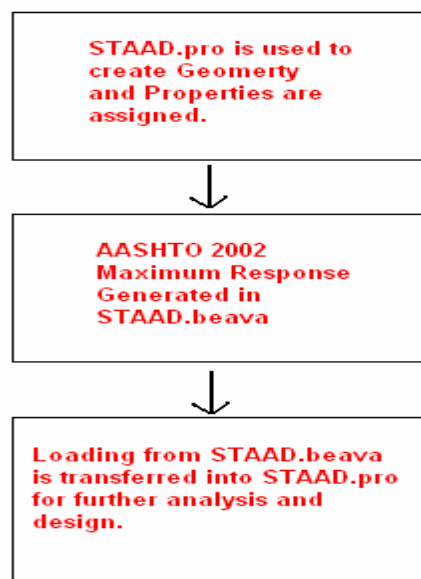 STAAD.pro is used to
create Geomerty
and Properties are
assigned.
AASHTO 2002
Maximum Response
Generated in
STAAD.beava
Loading from STAAD.beava
is transferred into STAAD.pro
for further analysis and
design.